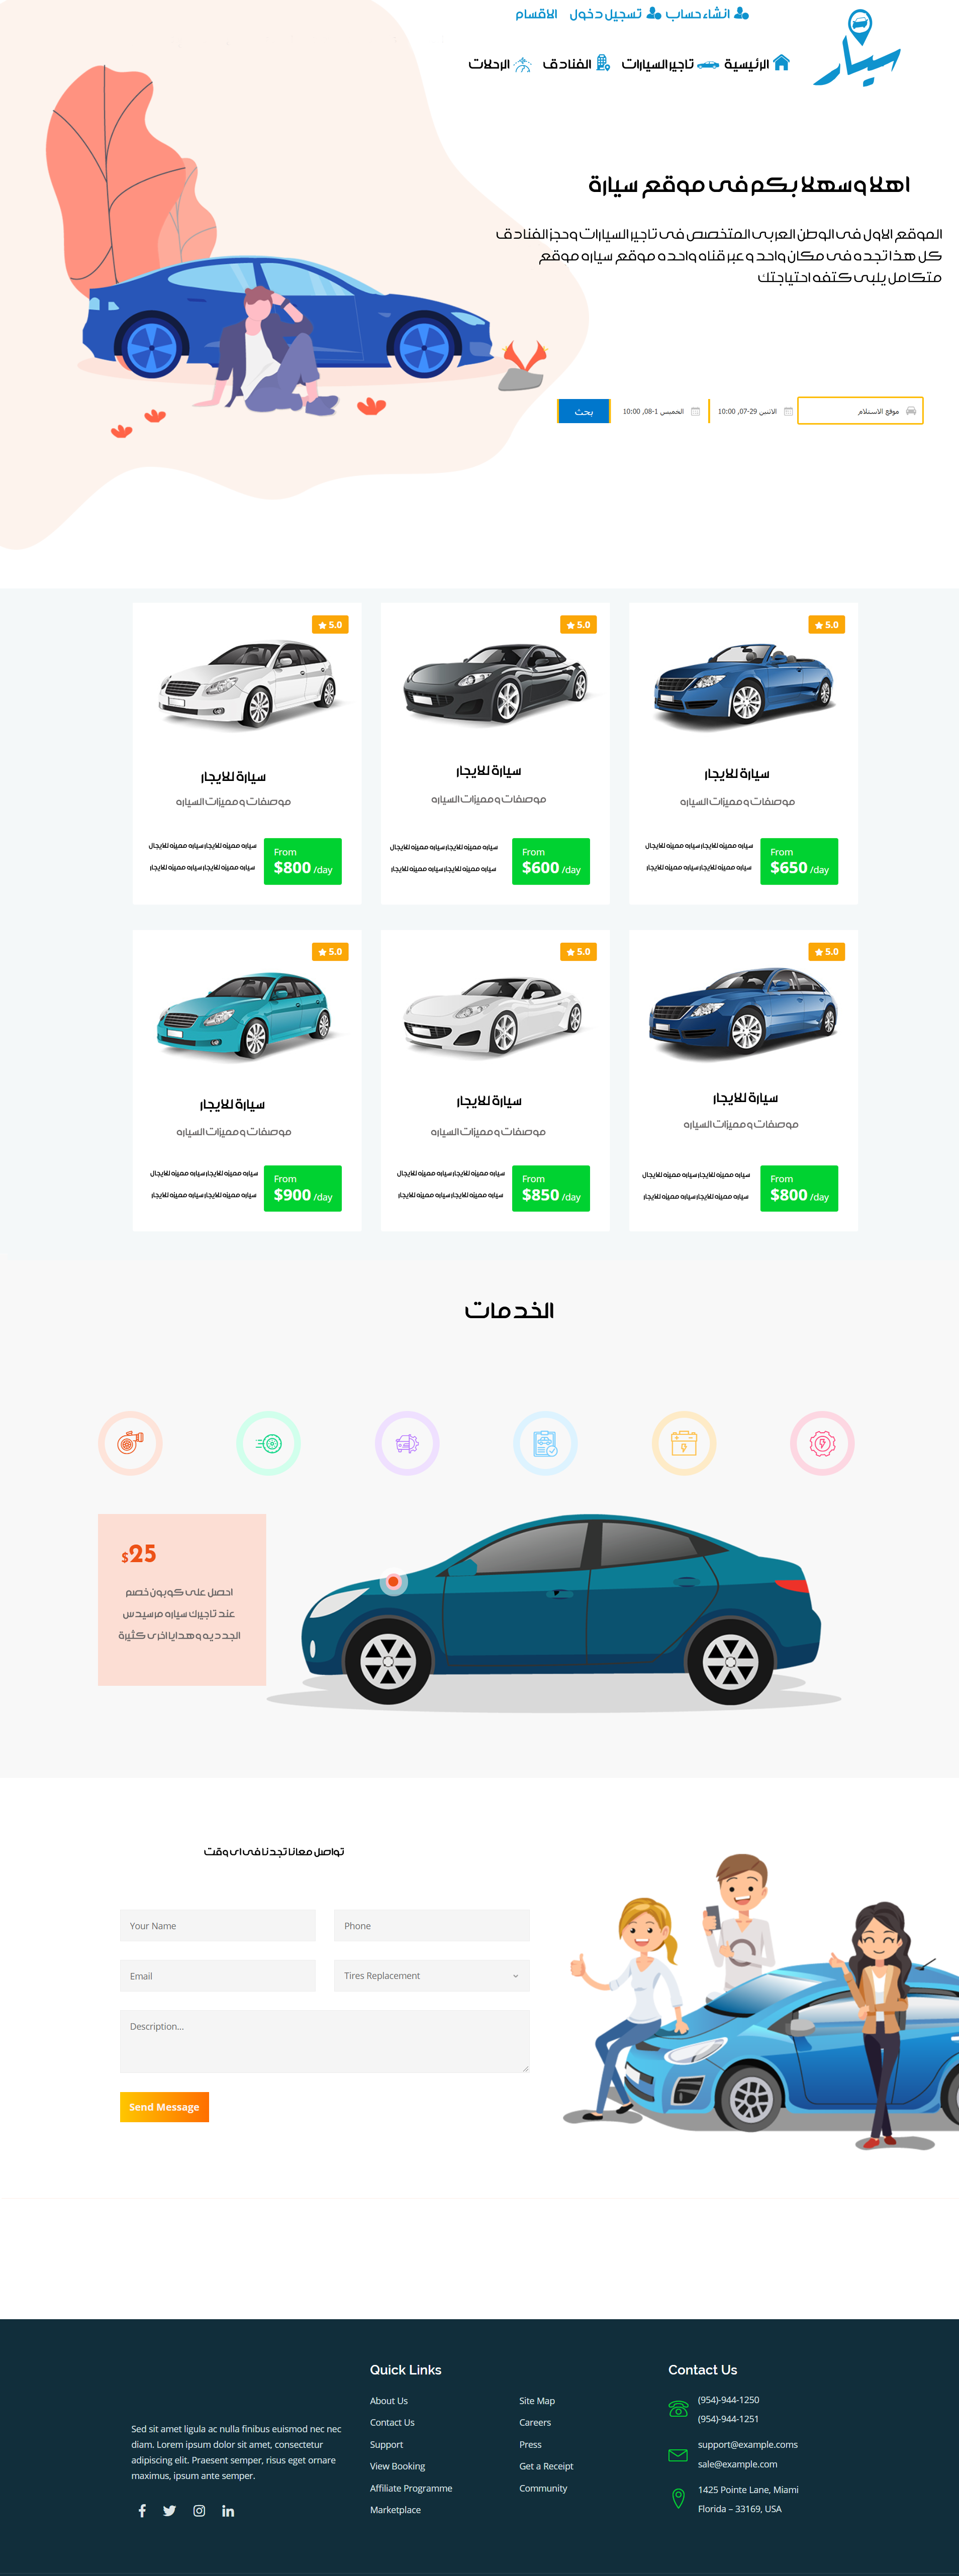 انشاء حساب تسجيل دخول الاقسام
سيار
الرئيسية تاجير السيارات الفنادق الرحلات
اهلا وسهلا بكم فى موقع سيارة
الموقع الاول فى الوطن العربى المتخصص فى تاجير السيارات وحجز الفنادق
كل هذا تجده فى مكان واحد و عبر قناه واحده موقع سياره موقع
متكامل يلبى كتفه احتياجتك
موقع الاستلام
الاثنين 29-07, 10:00
الخميس 1-08, 10:00
بحث
5.0
سيارة للايجار
موصفات و مميزات السياره
سياره مميزه للايجار سياره مميزه للايجال
سياره مميزه للايجار سياره مميزه للايجار
From
$650 /day
5.0
سيارة للايجار
موصفات و مميزات السياره
سياره مميزه للايجار سياره مميزه للايجال
سياره مميزه للايجار سياره مميزه للايجار
From
$600 /day
5.0
سيارة للايجار
موصفات و مميزات السياره
سياره مميزه للايجار سياره مميزه للايجال
سياره مميزه للايجار سياره مميزه للايجار
From
$800 /day
5.0
سيارة للايجار
موصفات و مميزات السياره
سياره مميزه للايجار سياره مميزه للايجال
سياره مميزه للايجار سياره مميزه للايجار
From
$800 /day
5.0
سيارة للايجار
موصفات و مميزات السياره
سياره مميزه للايجار سياره مميزه للايجال
سياره مميزه للايجار سياره مميزه للايجار
From
$850 /day
5.0
سيارة للايجار
موصفات و مميزات السياره
سياره مميزه للايجار سياره مميزه للايجال
سياره مميزه للايجار سياره مميزه للايجار
From
$900 /day
الخدمات
$25
احصل على كوبون خصم
عند تاجيرك سياره مرسيدس
الجدديه و هدايا اخرى كثيرة
تواصل معانا تجدنا فى اى وقت
Your Name
Phone
Email
Tires Replacement
Description...
Send Message
Sed sit amet ligula ac nulla finibus euismod nec nec
diam. Lorem ipsum dolor sit amet, consectetur
adipiscing elit. Praesent semper, risus eget ornare
maximus, ipsum ante semper.
Quick Links
About Us
Contact Us
Support
View Booking
Affiliate Programme
Marketplace
Site Map
Careers
Press
Get a Receipt
Community
Contact Us
(954)-944-1250
(954)-944-1251
support@example.coms
sale@example.com
1425 Pointe Lane, Miami
Florida – 33169, USA